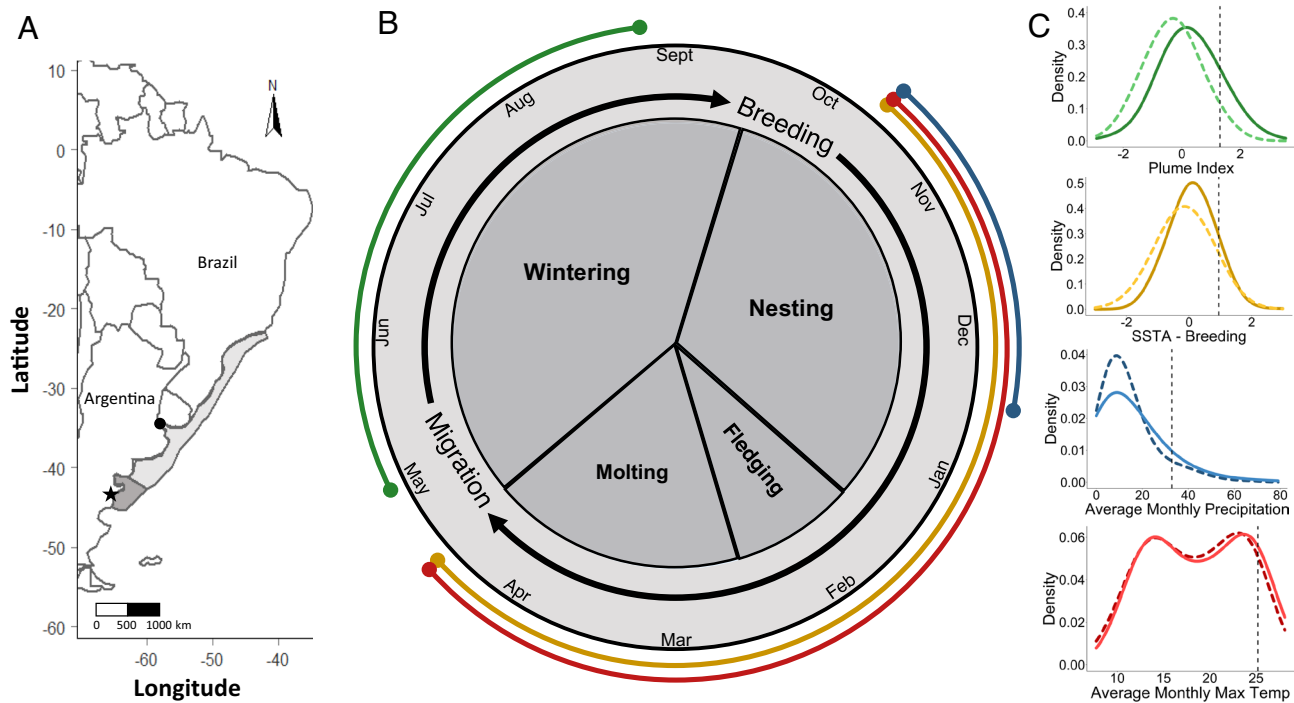 A
10
0
-10
-20
-30
-40
-50
-60
Latitude
N
Brazil
Argentina
0 500 1000 km
-60 -50 -40
Longitude
B
Sept
Oct
Nov
Dec
Jan
Feb
Mar
Apr
May
Jun
Jul
Aug
Breeding
Migration
Wintering
Nesting
Fledging
Molting
C
Density
0.4
0.3
0.2
0.1
0.0
-2 0 2
Plume Index
Density
0.5
0.4
0.3
0.2
0.1
0.0
-2 0 2
SSTA - Breeding
Density
0.04
0.03
0.02
0.01
0.00
0 20 40 60 80
Average Monthly Precipitation
Density
0.06
0.04
0.02
0.00
10 15 20 25
Average Monthly Max Temp